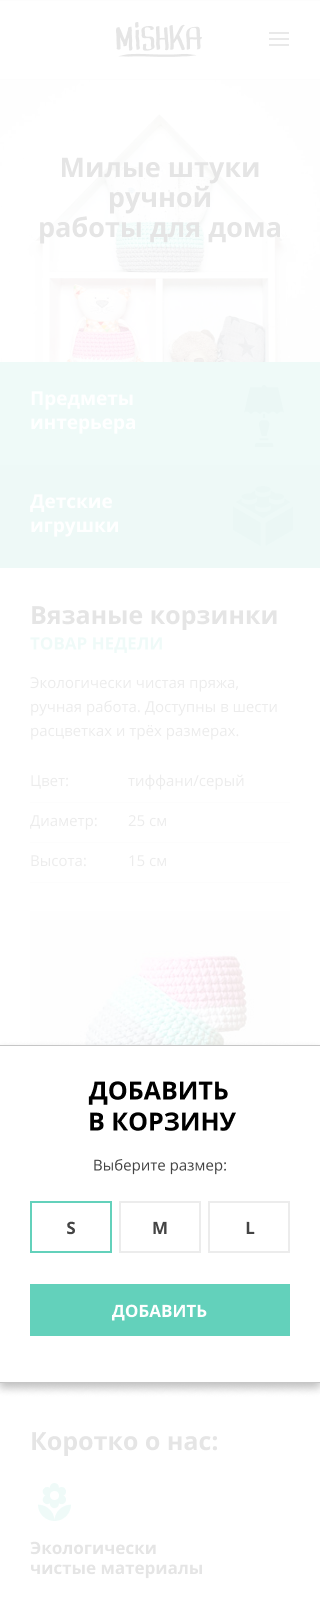 MiSHKA
Милые штуки
ручной
работы для дома
Предметы
интерьера
Детские
игрушки
Вязаные корзинки
ТОВАР НЕДЕЛИ
Экологически чистая пряжа,
ручная работа. Доступны в шести
расцветках и трёх размерах.
Цвет: тиффани/серый
Диаметр: 25 см
Высота: 15 см
ДОБАВИТЬ
В КОРЗИНУ
Выберите размер:
S M L
ДОБАВИТЬ
Коротко о нас:
Экологически
чистые материалы